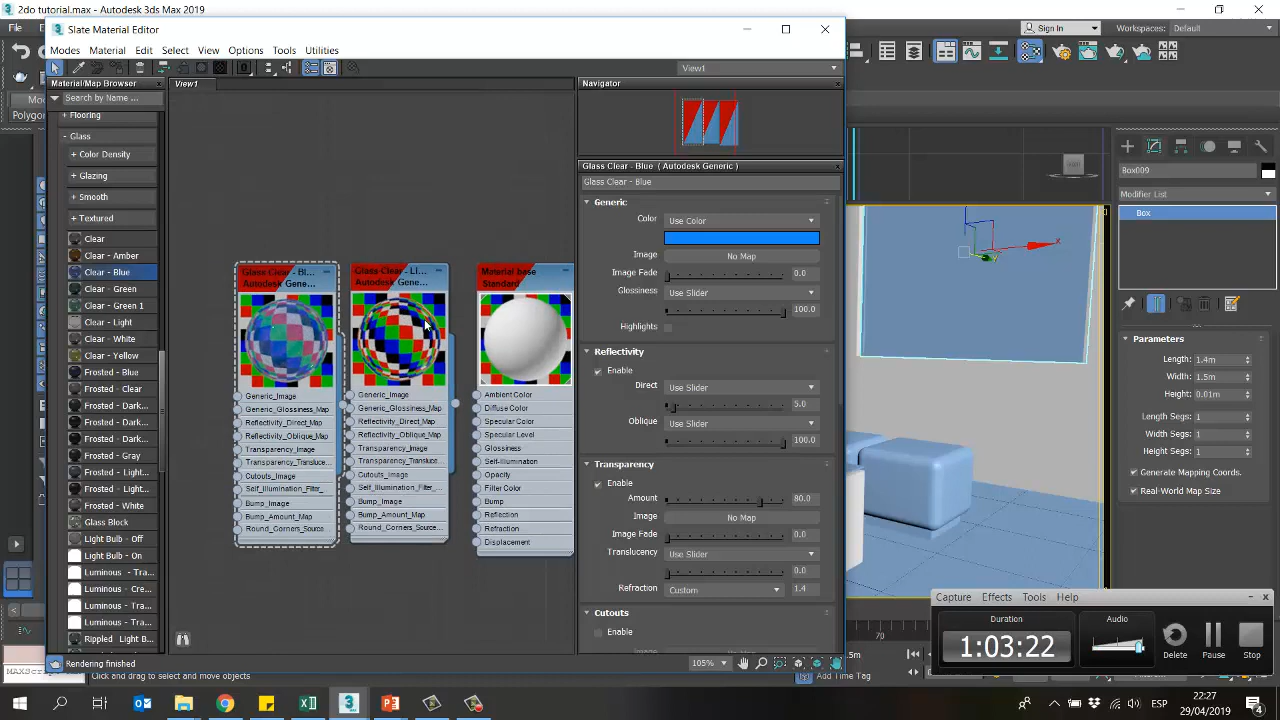 2do tutorial.max - Autodesk 3ds Max 2019
File
Sign In
Workspaces: Default
Slate Material Editor
Modes Material Edit Select View Options Tools Utilities
View1
Material/Map Browser
View1
Navigator
Search by Name ...
+ Flooring
- Glass
+ Color Density
+ Glazing
+ Smooth
+ Textured
Clear
Clear - Amber
Clear - Blue
Clear - Green
Clear - Green 1
Clear - Light
Clear - White
Clear - Yellow
Frosted - Blue
Frosted - Clear
Frosted - Dark...
Frosted - Dark...
Frosted - Dark...
Frosted - Gray
Frosted - Light...
Frosted - Light...
Frosted - White
Glass Block
Light Bulb - Off
Light Bulb - On
Luminous - Tra...
Luminous - Cre...
Luminous - Tra...
Luminous - Tra...
Rippled Light B...
Glass Clear - Bl...
Autodesk Gene...
Generic_Image
Generic_Glossiness_Map
Reflectivity_Direct_Map
Reflectivity_Oblique_Map
Transparency_Image
Transparency_Transluce...
Cutouts_Image
Self_Illumination_Filter_...
Bump_Image
Bump_Amount_Map
Round_Corners_Source...
Glass Clear - Li...
Autodesk Gene...
Generic_Image
Generic_Glossiness_Map
Reflectivity_Direct_Map
Reflectivity_Oblique_Map
Transparency_Image
Transparency_Transluce...
Cutouts_Image
Self_Illumination_Filter_...
Bump_Image
Bump_Amount_Map
Round_Corners_Source...
Material base
Standard
Ambient Color
Diffuse Color
Specular Color
Specular Level
Glossiness
Self-Illumination
Opacity
Filter Color
Bump
Reflection
Refraction
Displacement
Glass Clear - Blue ( Autodesk Generic )
Glass Clear - Blue
Generic
Color Use Color
Image No Map
Image Fade 0.0
Glossiness Use Slider
100.0
Highlights
Reflectivity
Enable
Direct Use Slider
5.0
Oblique Use Slider
100.0
Transparency
Enable
Amount 80.0
Image No Map
Image Fade 0.0
Translucency Use Slider
0.0
Refraction Custom 1.4
Cutouts
Enable
Rendering finished
105%
Click and drag to select and move objects
Add Time Tag
70
x
Box009
Modifier List
Box
Parameters
Length: 1.4m
Width: 1.5m
Height: 0.01m
Length Segs: 1
Width Segs: 1
Height Segs: 1
Generate Mapping Coords.
Real-World Map Size
Capture Effects Tools Help
Duration
1:03:22
Audio
Delete Pause Stop
ESP
22:27
29/04/2019
4